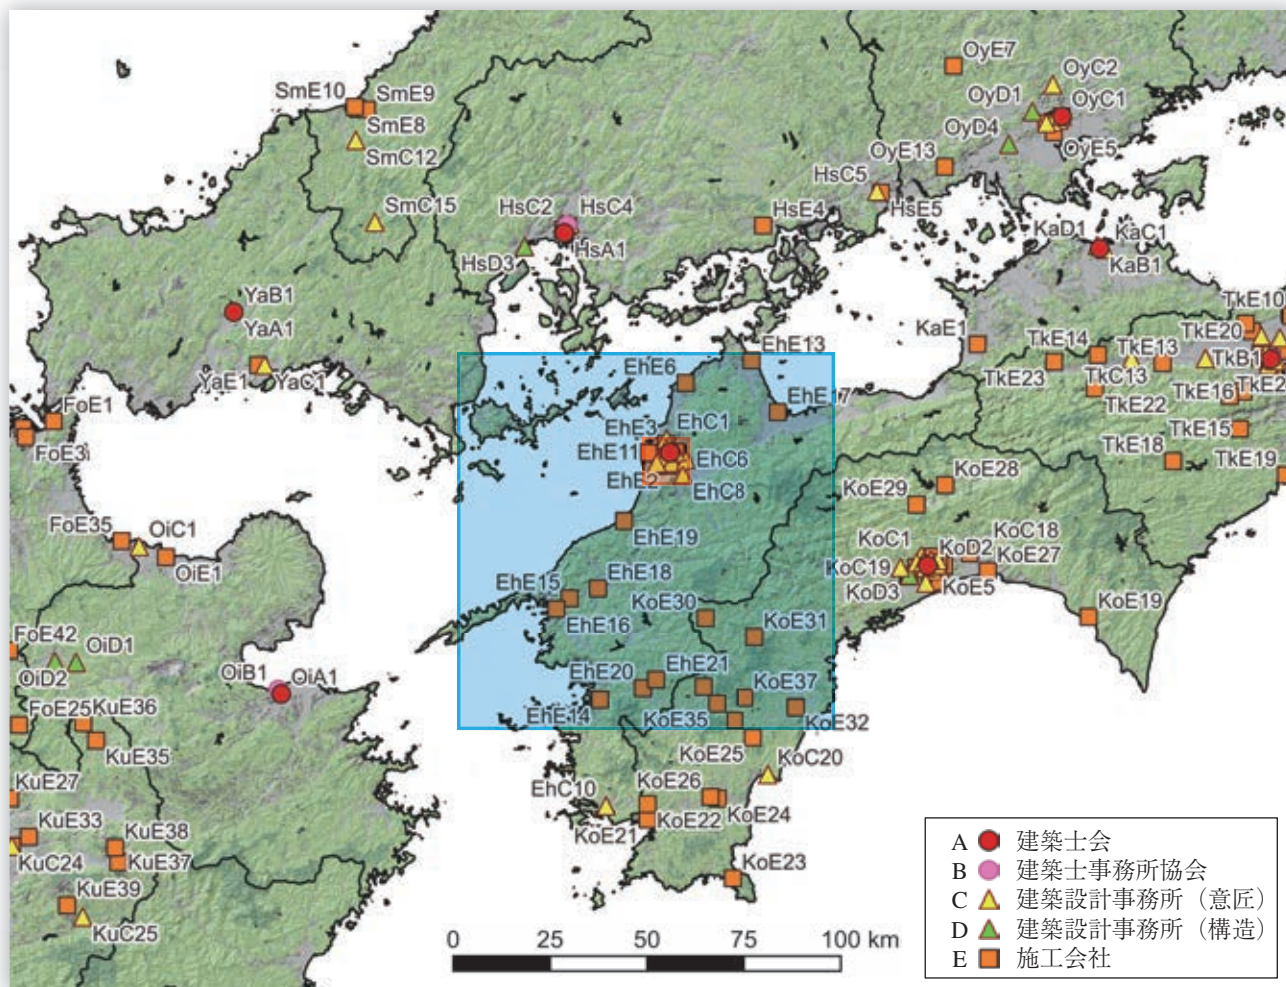 OyE7
OyC2
SmE10
SmE9
OyD1
OyC1
SmE8
OyD4
SmC12
OyE13
OyE5
HsC5
SmC15
HsC2
HsC4
HsE4
HsE5
KaD1
KaC1
HsD3
HsA1
KaB1
YaB1
TkE10
YaA1
KaE1
TkE14
TkE20
EhE13
TkE13
TkB1
EhE6
YaE1
YaC1
TkE23
TkC13
TkE16
TkE2
FoE1
EhE17
TkE22
EhE3
EhC1
TkE15
FoE3
EhE11
EhC6
TkE18
TkE19
EhE2
EhC8
KoE28
KoE29
FoE35
OiC1
KoC1
KoC18
EhE19
KoD2
KoE27
OiE1
KoC19
EhE15
EhE18
KoD3
KoE5
KoE30
KoE19
EhE16
KoE31
FoE42
OiD1
OiD2
OiB1
OiA1
EhE20
EhE21
KoE37
FoE25
KuE36
EhE14
KoE35
KoE32
KuE35
KoE25
KoC20
KuE27
EhC10
KoE26
KoE24
KuE33
KuE38
KoE21
KoE22
KuC24
KuE37
KoE23
KuE39
KuC25
0 25 50 75 100 km
A 建築士会
B 建築士事務所協会
C 建築設計事務所（意匠）
D 建築設計事務所（構造）
E 施工会社